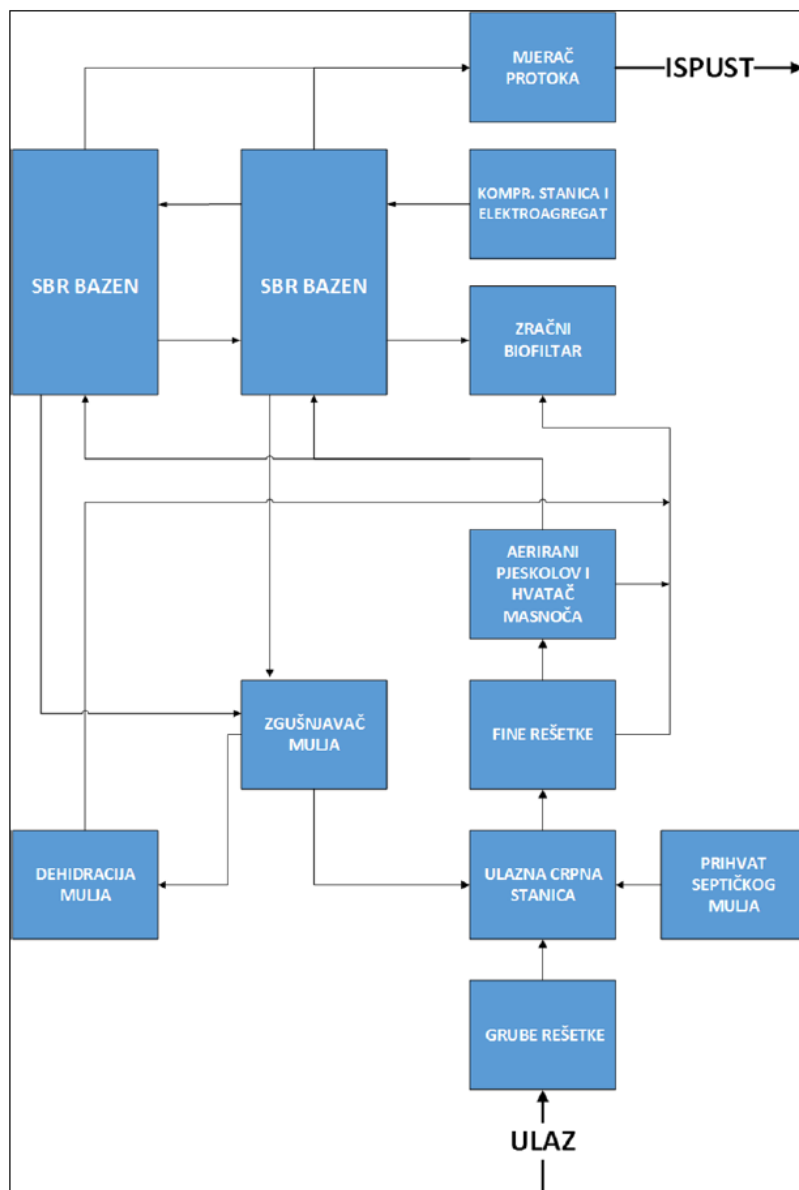 MJERAČ
PROTOKA
ISPUST
KOMPR. STANICA I
ELEKTROAGREGAT
SBR BAZEN
SBR BAZEN
ZRAČNI
BIOFILTAR
AERIRANI
PJESKOLOV I
HVATAČ
MASNOČA
ZGUŠNJAVAČ
MULJA
FINE REŠETKE
DEHIDRACIJA
MULJA
ULAZNA CRPNA
STANICA
PRIHVAT
SEPTIČKOG
MULJA
GRUBE REŠETKE
ULAZ